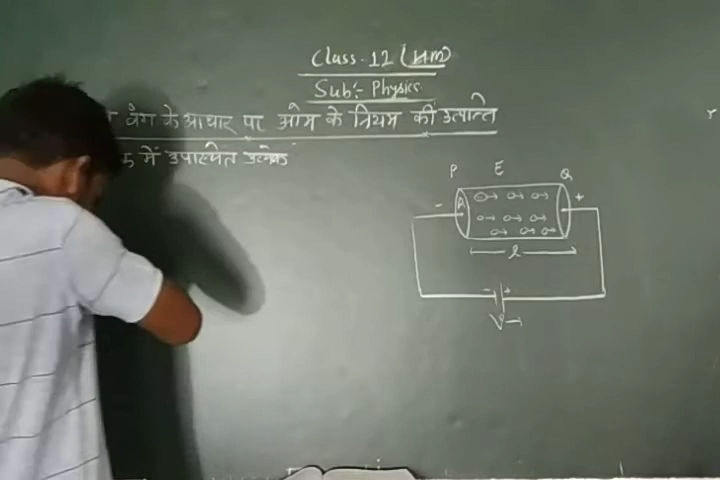 Class-12 (HM)
Sub:- Physics
वेग के आधार पर ओम के नियम की उत्पत्ति
में उपस्थित
P E Q
- A +
l
- +
V